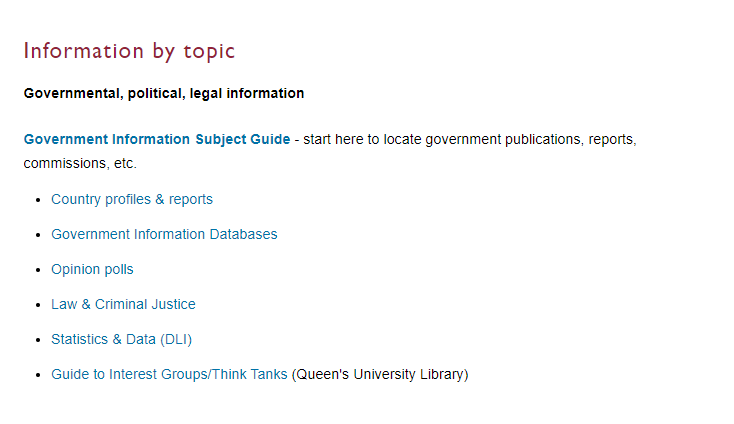 Information by topic
Governmental, political, legal information
Government Information Subject Guide - start here to locate government publications, reports,
commissions, etc.
• Country profiles & reports
• Government Information Databases
• Opinion polls
• Law & Criminal Justice
• Statistics & Data (DLI)
• Guide to Interest Groups/Think Tanks (Queen's University Library)